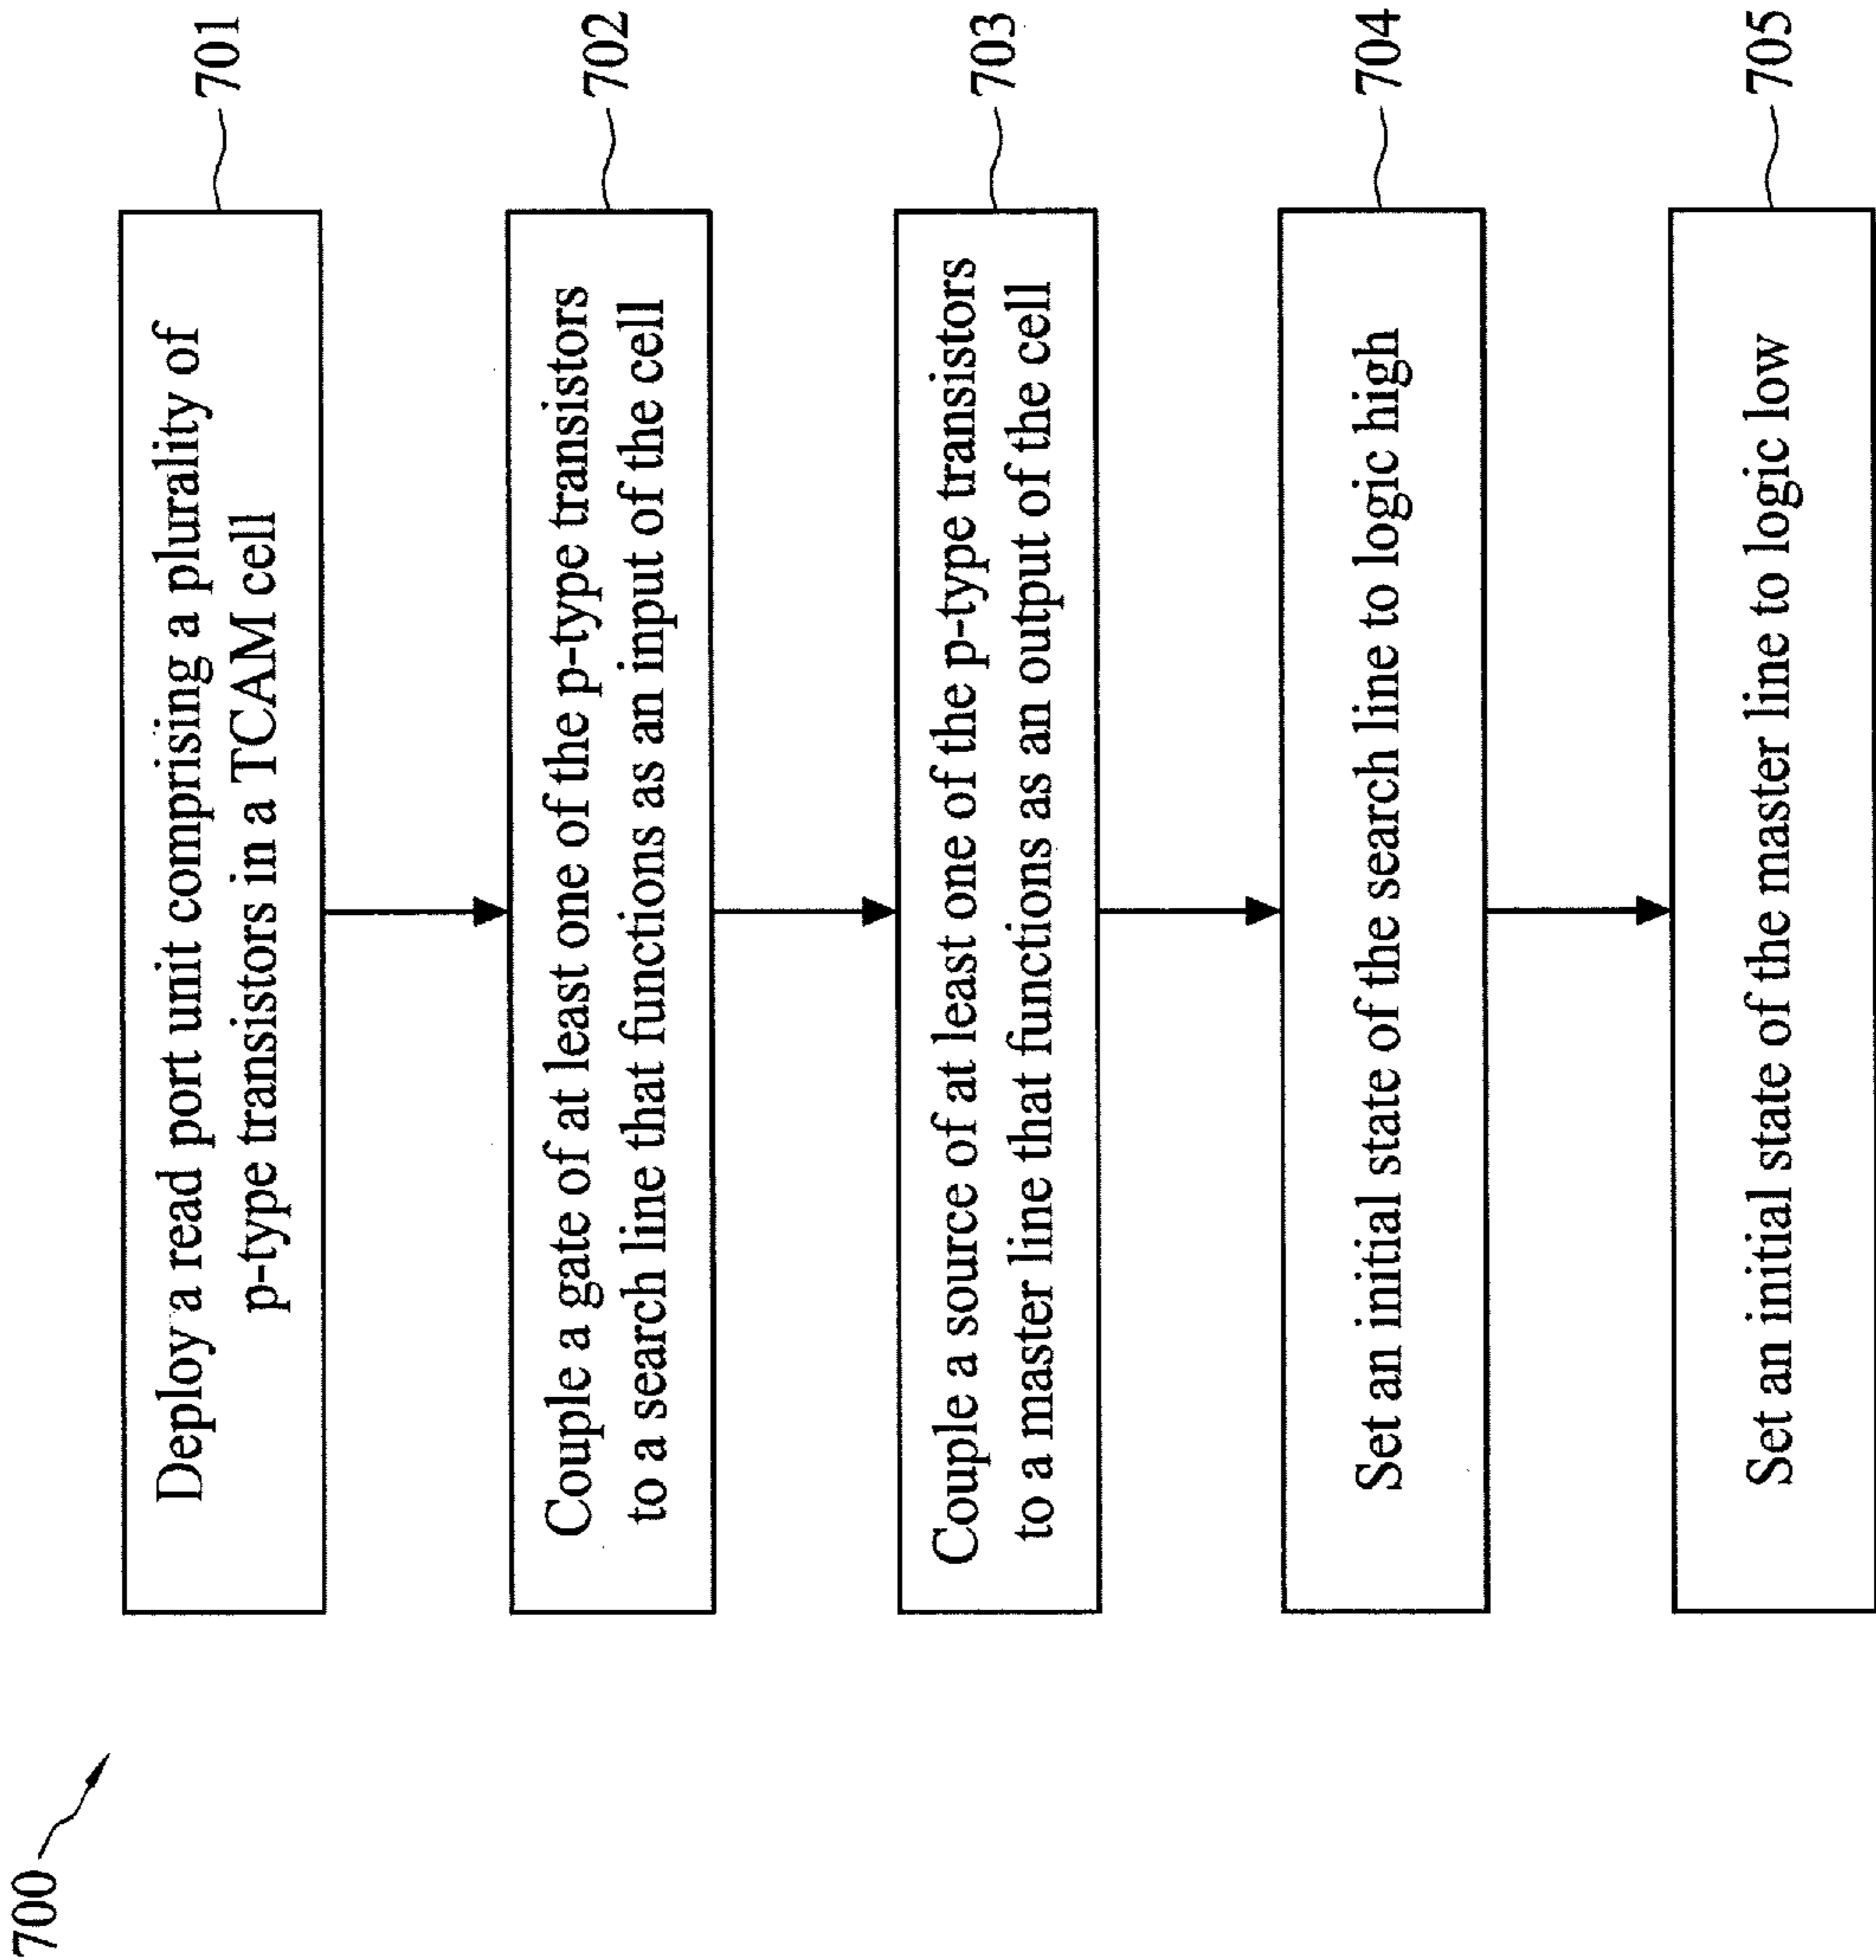 700
Deploy a read port unit comprising a plurality of
p-type transistors in a TCAM cell
701
Couple a gate of at least one of the p-type transistors
to a search line that functions as an input of the cell
702
Couple a source of at least one of the p-type transistors
to a master line that functions as an output of the cell
703
Set an initial state of the search line to logic high
704
Set an initial state of the master line to logic low
705